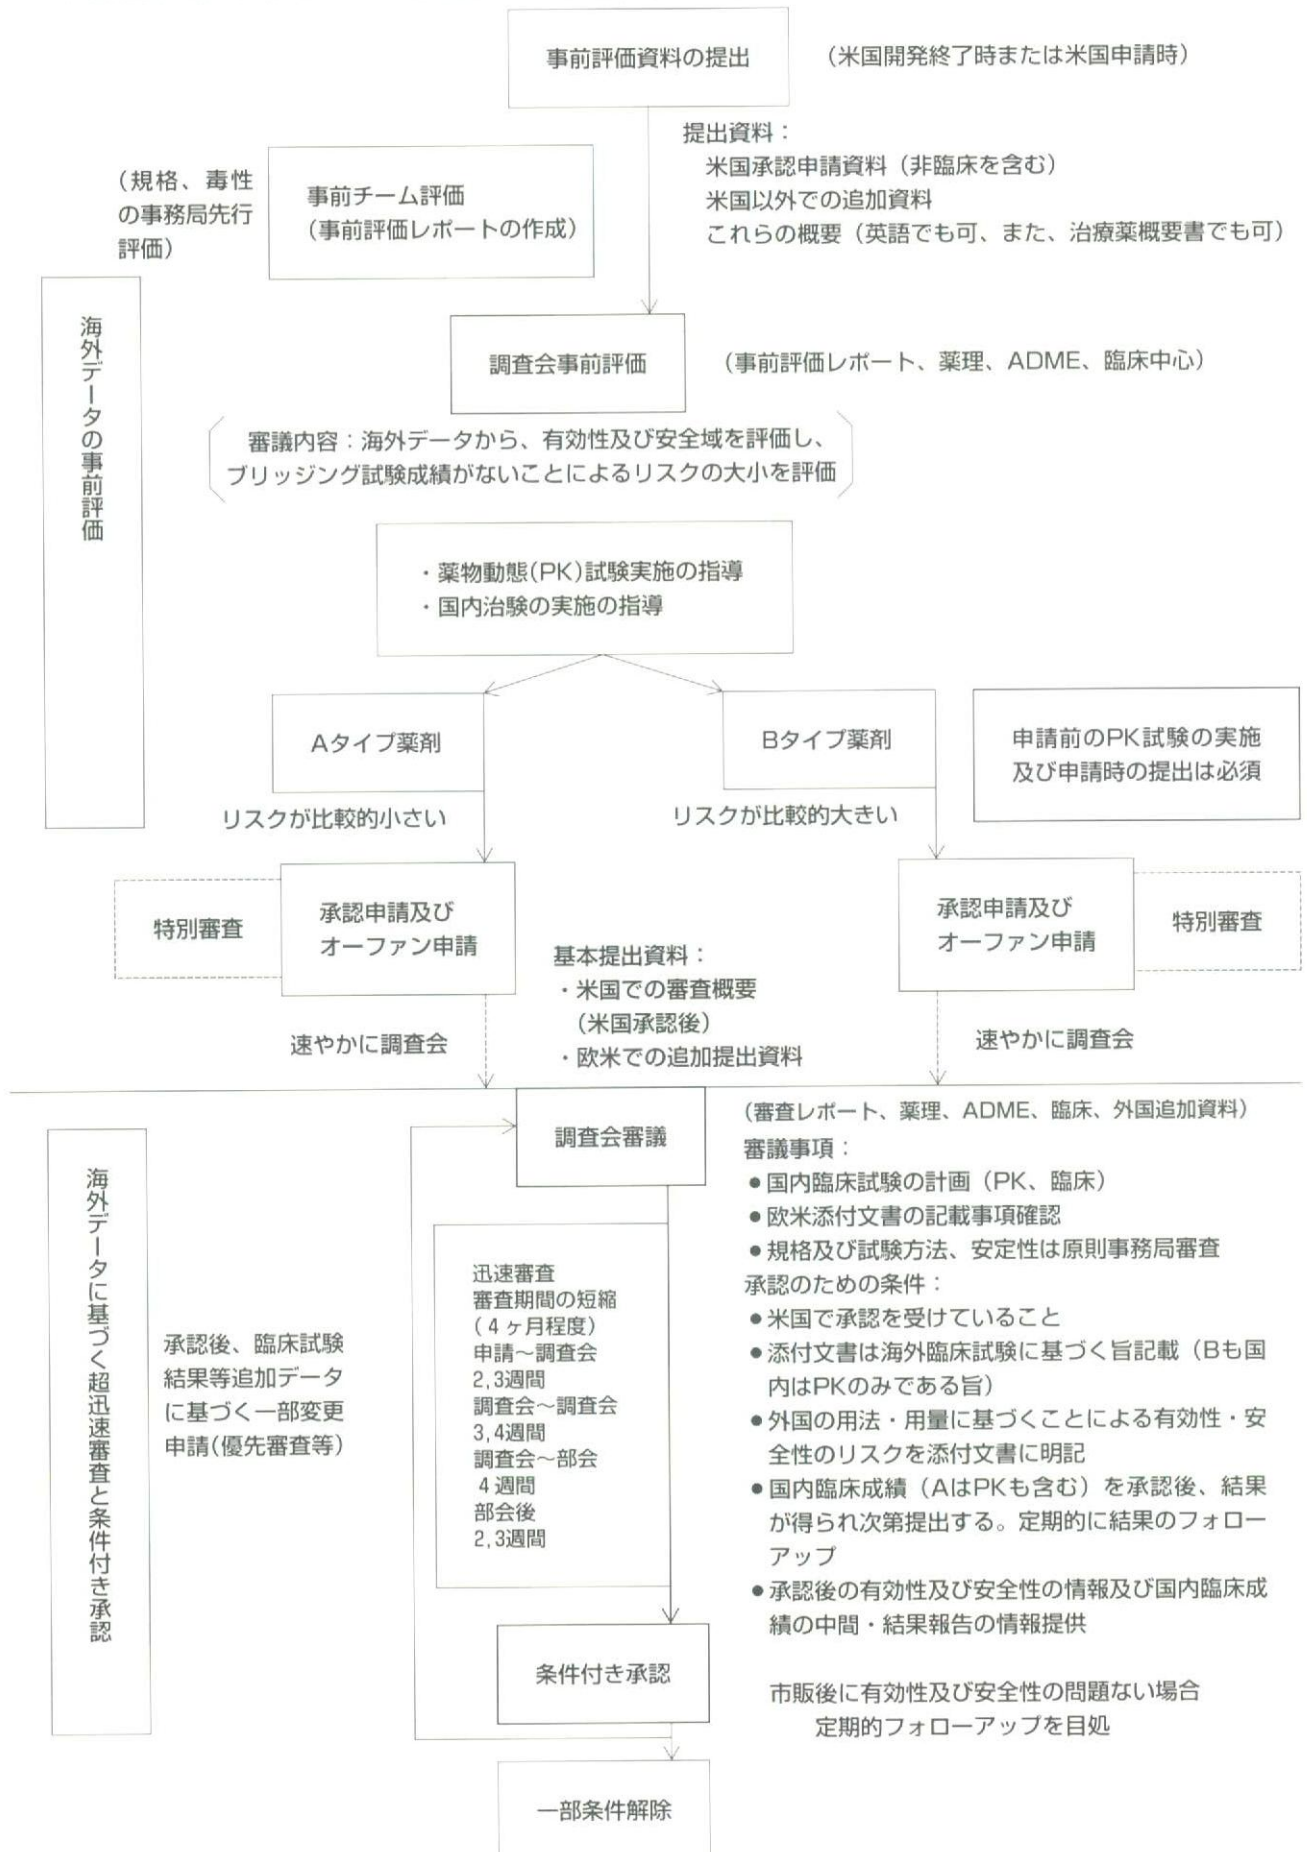 事前評価資料の提出
(米国開発終了時または米国申請時)
提出資料：
米国承認申請資料（非臨床を含む）
米国以外での追加資料
これらの概要（英語でも可、また、治療薬概要書でも可）
(規格、毒性
の事務局先行
評価)
事前チーム評価
(事前評価レポートの作成)
海外データの事前評価
調査会事前評価
(事前評価レポート、薬理、ADME、臨床中心)
審議内容：海外データから、有効性及び安全域を評価し、
ブリッジング試験成績がないことによるリスクの大小を評価
・薬物動態(PK)試験実施の指導
・国内治験の実施の指導
Aタイプ薬剤
Bタイプ薬剤
申請前のPK試験の実施
及び申請時の提出は必須
リスクが比較的小さい
リスクが比較的大きい
特別審査
承認申請及び
オーファン申請
承認申請及び
オーファン申請
特別審査
基本提出資料：
・米国での審査概要
（米国承認後）
・欧米での追加提出資料
速やかに調査会
速やかに調査会
海外データに基づく超迅速審査と条件付き承認
調査会審議
(審査レポート、薬理、ADME、臨床、外国追加資料)
審議事項：
●国内臨床試験の計画（PK、臨床）
●欧米添付文書の記載事項確認
●規格及び試験方法、安定性は原則事務局審査
承認のための条件：
●米国で承認を受けていること
●添付文書は海外臨床試験に基づく旨記載（Bも国
内はPKのみである旨）
●外国の用法・用量に基づくことによる有効性・安
全性のリスクを添付文書に明記
●国内臨床成績（AはPKも含む）を承認後、結果
が得られ次第提出する。定期的に結果のフォロー
アップ
●承認後の有効性及び安全性の情報及び国内臨床成
績の中間・結果報告の情報提供
迅速審査
審査期間の短縮
(４ヶ月程度)
申請～調査会
2,3週間
調査会～調査会
3,4週間
調査会～部会
４週間
部会後
2,3週間
承認後、臨床試験
結果等追加データ
に基づく一部変更
申請(優先審査等)
条件付き承認
市販後に有効性及び安全性の問題ない場合
定期的フォローアップを目処
一部条件解除